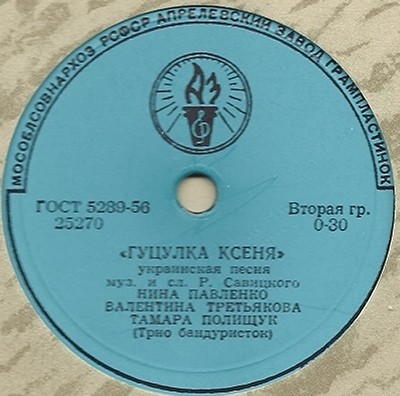 МОСОБЛСОВНАРХОЗ РСФСР АПРЕЛЕВСКИЙ ЗАВОД ГРАМПЛАСТИНОК
АЗ
ГОСТ 5289-56
25270
Вторая гр.
0-30
«ГУЦУЛКА КСЕНЯ»
украинская песня
муз. и сл. Р. Савицкого
НИНА ПАВЛЕНКО
ВАЛЕНТИНА ТРЕТЬЯКОВА
ТАМАРА ПОЛИЩУК
(Трио бандуристок)